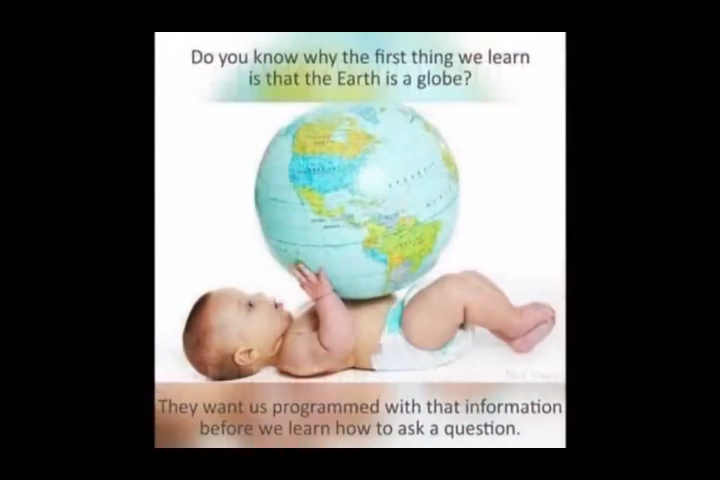 Do you know why the first thing we learn
is that the Earth is a globe?
They want us programmed with that information
before we learn how to ask a question.